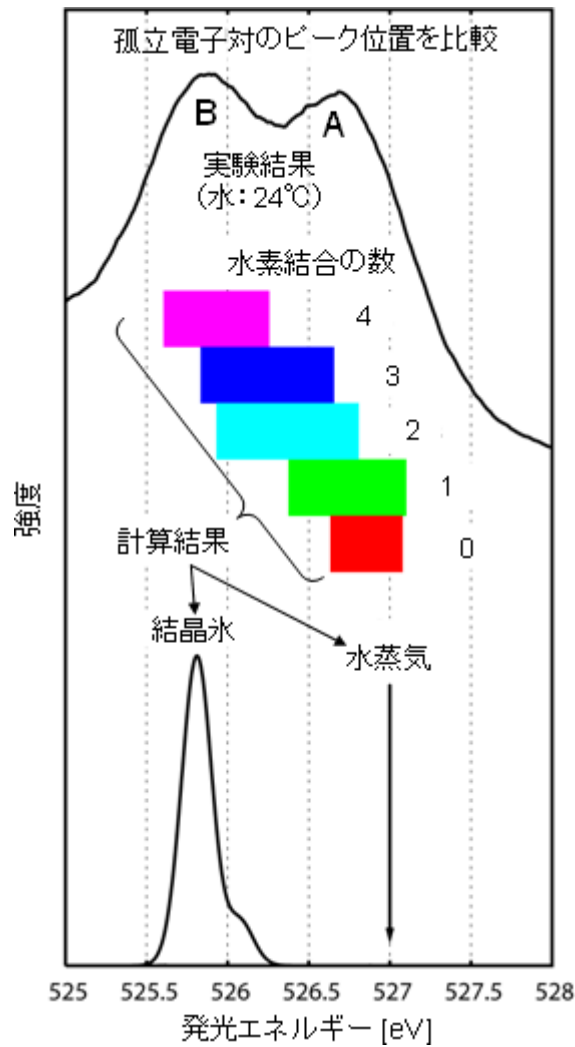 孤立電子対のピーク位置を比較
B
A
実験結果
(水：24℃)
水素結合の数
4
3
2
1
0
強度
計算結果
結晶氷
水蒸気
525 525.5 526 526.5 527 527.5 528
発光エネルギー [eV]